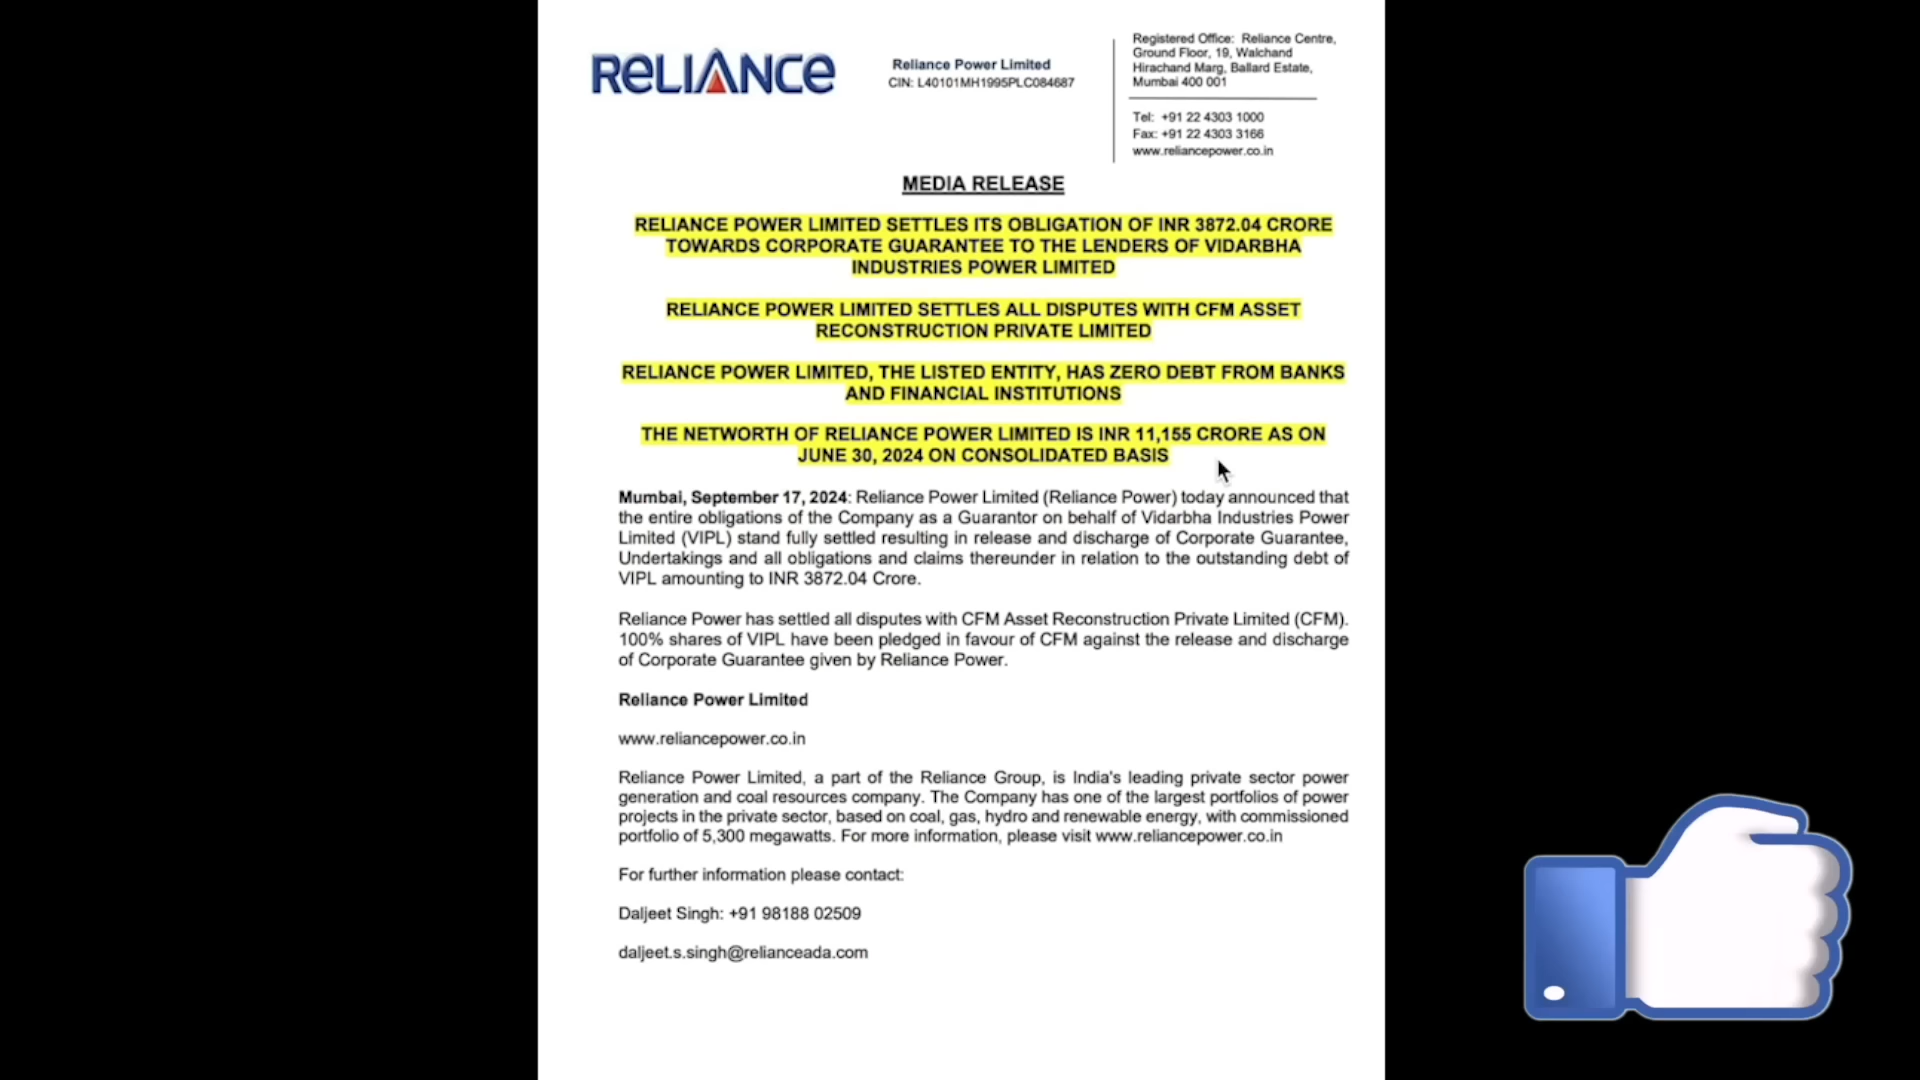 RELIANCE
Reliance Power Limited
CIN: L40101MH1995PLC084687
Registered Office: Reliance Centre,
Ground Floor, 19, Walchand
Hirachand Marg, Ballard Estate,
Mumbai 400 001
Tel: +91 22 4303 1000
Fax: +91 22 4303 3166
www.reliancepower.co.in
MEDIA RELEASE
RELIANCE POWER LIMITED SETTLES ITS OBLIGATION OF INR 3872.04 CRORE
TOWARDS CORPORATE GUARANTEE TO THE LENDERS OF VIDARBHA
INDUSTRIES POWER LIMITED
RELIANCE POWER LIMITED SETTLES ALL DISPUTES WITH CFM ASSET
RECONSTRUCTION PRIVATE LIMITED
RELIANCE POWER LIMITED, THE LISTED ENTITY, HAS ZERO DEBT FROM BANKS
AND FINANCIAL INSTITUTIONS
THE NETWORTH OF RELIANCE POWER LIMITED IS INR 11,155 CRORE AS ON
JUNE 30, 2024 ON CONSOLIDATED BASIS
Mumbai, September 17, 2024: Reliance Power Limited (Reliance Power) today announced that
the entire obligations of the Company as a Guarantor on behalf of Vidarbha Industries Power
Limited (VIPL) stand fully settled resulting in release and discharge of Corporate Guarantee,
Undertakings and all obligations and claims thereunder in relation to the outstanding debt of
VIPL amounting to INR 3872.04 Crore.
Reliance Power has settled all disputes with CFM Asset Reconstruction Private Limited (CFM).
100% shares of VIPL have been pledged in favour of CFM against the release and discharge
of Corporate Guarantee given by Reliance Power.
Reliance Power Limited
www.reliancepower.co.in
Reliance Power Limited, a part of the Reliance Group, is India's leading private sector power
generation and coal resources company. The Company has one of the largest portfolios of power
projects in the private sector, based on coal, gas, hydro and renewable energy, with commissioned
portfolio of 5,300 megawatts. For more information, please visit www.reliancepower.co.in
For further information please contact:
Daljeet Singh: +91 98188 02509
daljeet.s.singh@relianceada.com